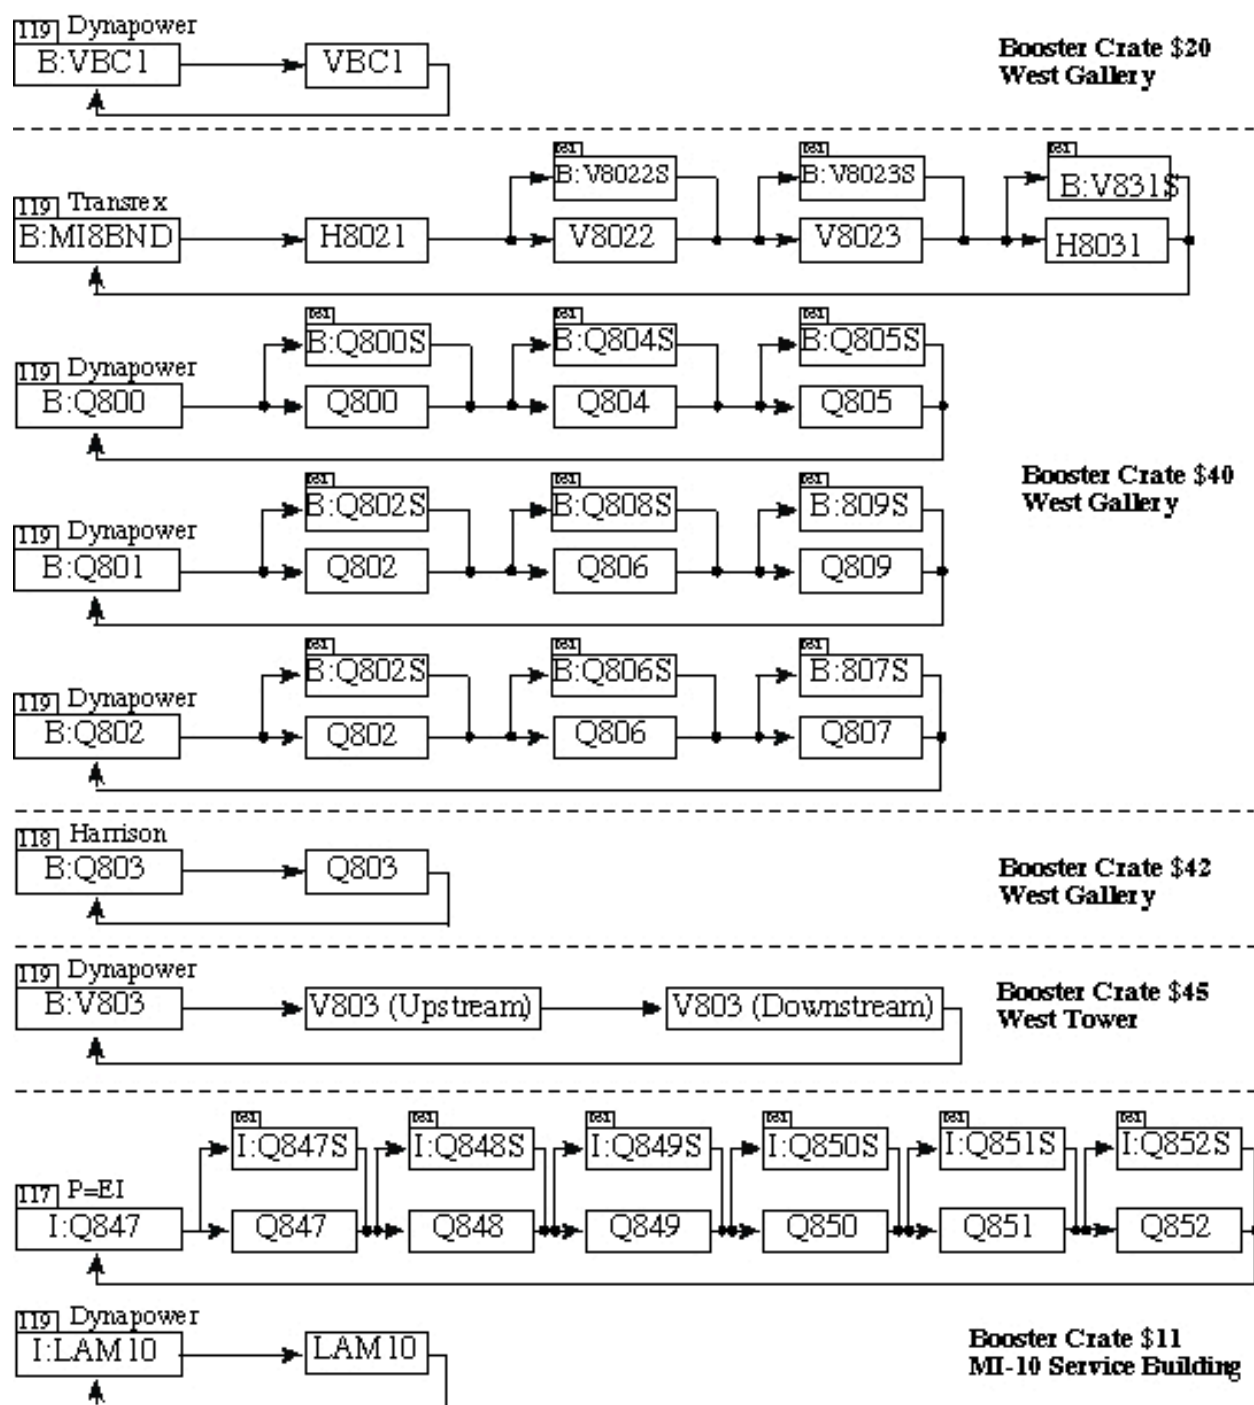 119 Dynapower
B:VBC1 VBC1
Booster Crate $20
West Gallery
B:V8022S B:V8023S B:V831S
119 Transrex
B:MI8BND H8021 V8022 V8023 H8031
B:Q800S B:Q804S B:Q805S
119 Dynapower
B:Q800 Q800 Q804 Q805
Booster Crate $40
West Gallery
B:Q802S B:Q808S B:809S
119 Dynapower
B:Q801 Q802 Q806 Q809
B:Q802S B:Q806S B:807S
119 Dynapower
B:Q802 Q802 Q806 Q807
118 Harrison
B:Q803 Q803
Booster Crate $42
West Gallery
119 Dynapower
B:V803 V803 (Upstream) V803 (Downstream)
Booster Crate $45
West Tower
I:Q847S I:Q848S I:Q849S I:Q850S I:Q851S I:Q852S
117 P=EI
I:Q847 Q847 Q848 Q849 Q850 Q851 Q852
119 Dynapower
I:LAM10 LAM10
Booster Crate $11
MI-10 Service Building